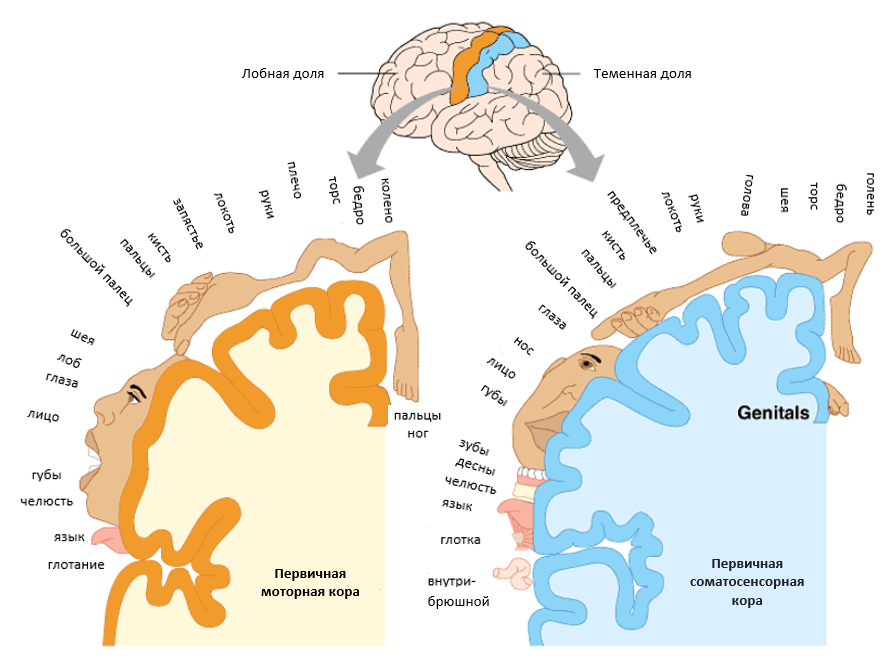 Лобная доля
Теменная доля
колено
бедро
торс
плечо
руки
локоть
запястье
кисть
пальцы
большой палец
шея
лоб
глаза
лицо
губы
челюсть
язык
глотание
пальцы
ног
Первичная
моторная кора
голень
бедро
торс
шея
голова
руки
локоть
предплечье
кисть
пальцы
большой палец
глаза
нос
лицо
губы
зубы
десны
челюсть
язык
глотка
внутри-
брюшной
Genitals
Первичная
соматосенсорная
кора